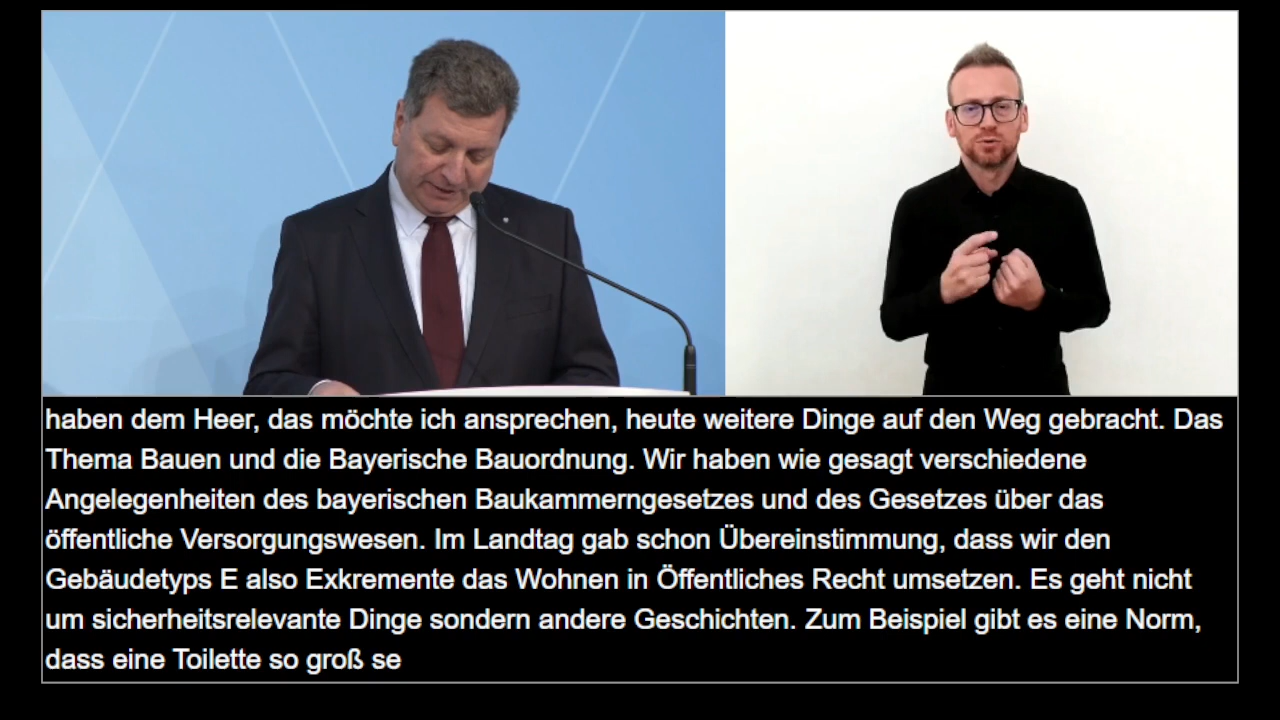 haben dem Heer, das möchte ich ansprechen, heute weitere Dinge auf den Weg gebracht. Das
Thema Bauen und die Bayerische Bauordnung. Wir haben wie gesagt verschiedene
Angelegenheiten des bayerischen Baukammerngesetzes und des Gesetzes über das
öffentliche Versorgungswesen. Im Landtag gab schon Übereinstimmung, dass wir den
Gebäudetyps E also Exkremente das Wohnen in Öffentliches Recht umsetzen. Es geht nicht
um sicherheitsrelevante Dinge sondern andere Geschichten. Zum Beispiel gibt es eine Norm,
dass eine Toilette so groß se